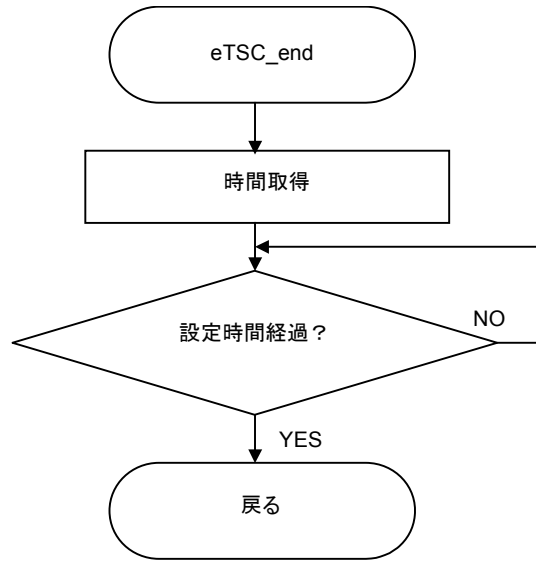 eTSC_end
時間取得
設定時間経過？
NO
YES
戻る